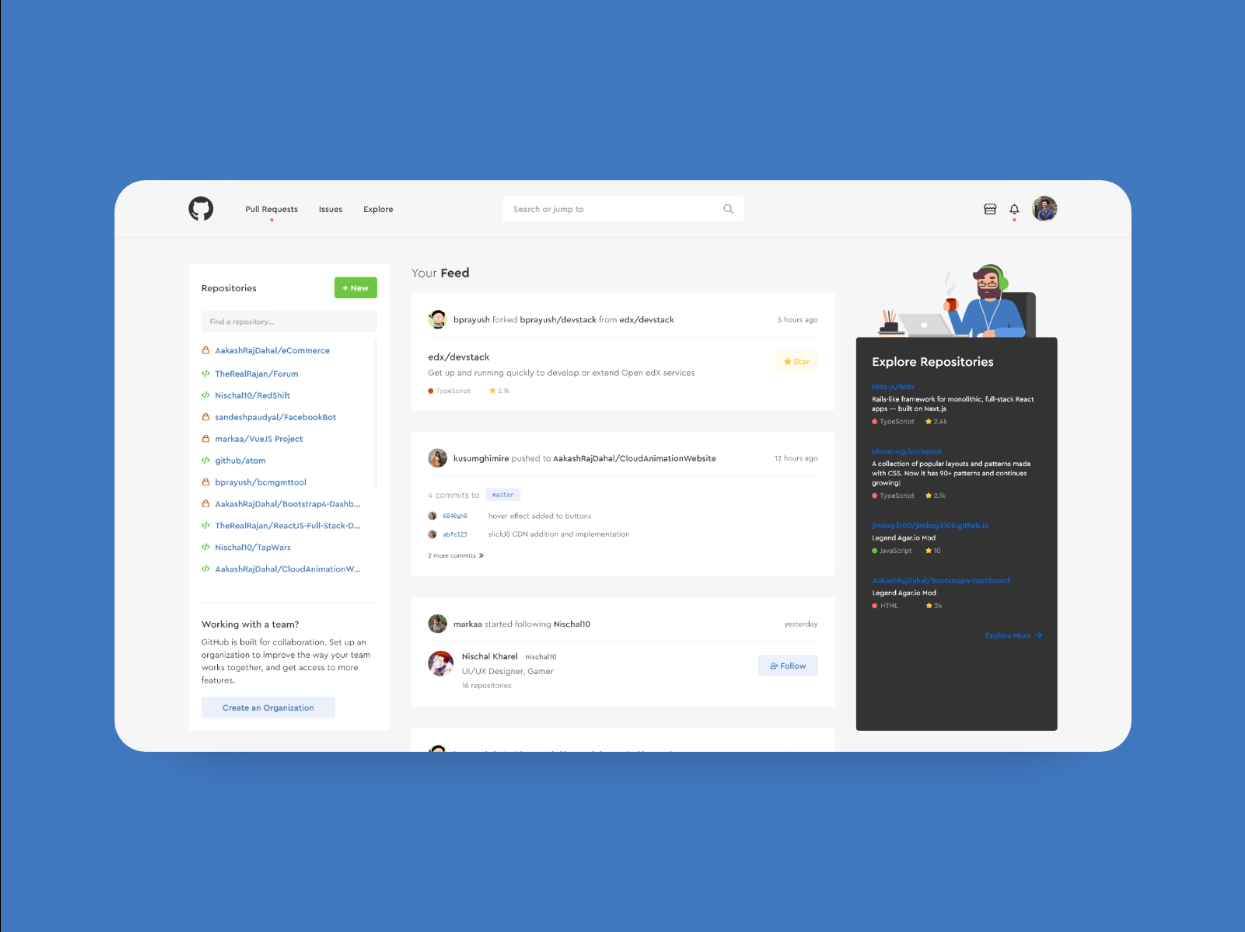 Pull Requests
Issues
Explore
Search or jump to
Repositories
+ New
Find a repository...
AakashRajDahal/eCommerce
TheRealRajan/Forum
Nischal10/RedShift
sandeshpaudyal/FacebookBot
markaa/VueJS Project
github/atom
bprayush/bcmgmttool
AakashRajDahal/Bootstrap4-Dashb...
TheRealRajan/ReactJS-Full-Stack-D...
Nischal10/TapWars
AakashRajDahal/CloudAnimationW...
Working with a team?
GitHub is built for collaboration. Set up an
organization to improve the way your team
works together, and get access to more
features.
Create an Organization
Your Feed
bprayush forked bprayush/devstack from edx/devstack
5 hours ago
edx/devstack
Get up and running quickly to develop or extend Open edX services
Star
TypeScript
2.1k
kusumghimire pushed to AakashRajDahal/CloudAnimationWebsite
12 hours ago
4 commits to master
6840gh8 hover effect added to buttons
abfc123 slickJS CDN addition and implementation
2 more commits
markaa started following Nischal10
yesterday
Nischal Kharel nischal10
UI/UX Designer, Gamer
16 repositories
Follow
Explore Repositories
blitz-js/blitz
Rails-like framework for monolithic, full-stack React
apps — built on Next.js
TypeScript 2.4k
phuoc-ng/csslayout
A collection of popular layouts and patterns made
with CSS. Now it has 90+ patterns and continues
growing!
TypeScript 2.1k
jimboy3100/jimboy3100.github.io
Legend Agar.io Mod
JavaScript 10
AakashRajDahal/Bootstrap4-Dashboard
Legend Agar.io Mod
HTML 2k
Explore More